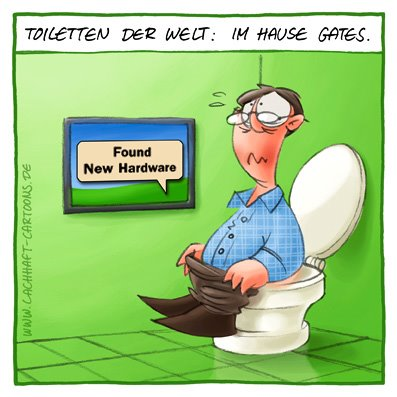 TOILETTEN DER WELT: IM HAUSE GATES.
Found
New Hardware
WWW.LACHHAFT-CARTOONS.DE